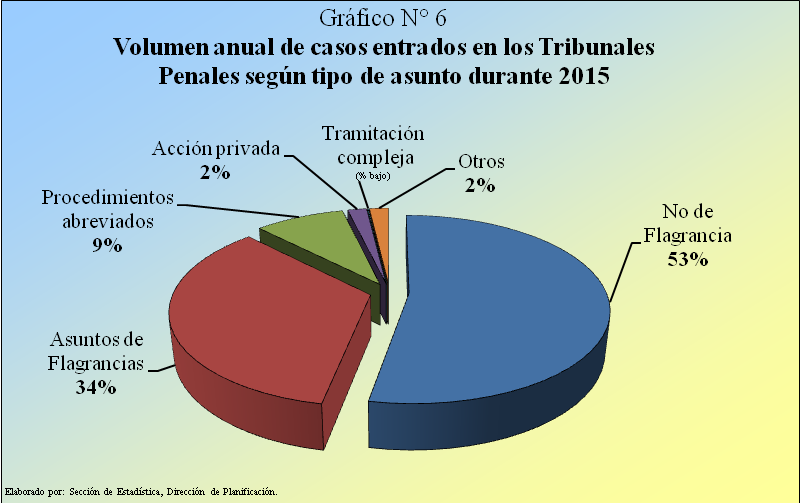 Gráfico N° 6
Volumen anual de casos entrados en los Tribunales
Penales según tipo de asunto durante 2015
Tramitación
compleja
(% bajo)
Acción privada
2%
Otros
2%
Procedimientos
abreviados
9%
No de
Flagrancia
53%
Asuntos de
Flagrancias
34%
Elaborado por: Sección de Estadística, Dirección de Planificación.